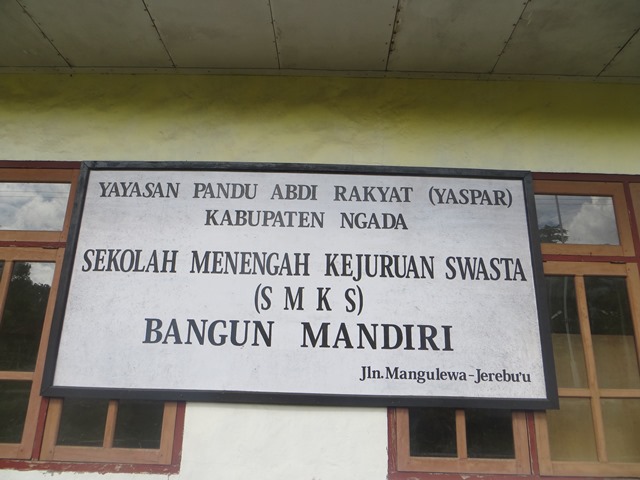 YAYASAN PANDU ABDI RAKYAT (YASPAR)
KABUPATEN NGADA
SEKOLAH MENENGAH KEJURUAN SWASTA
(S M K S)
BANGUN MANDIRI
Jln.Mangulewa-Jerebu'u